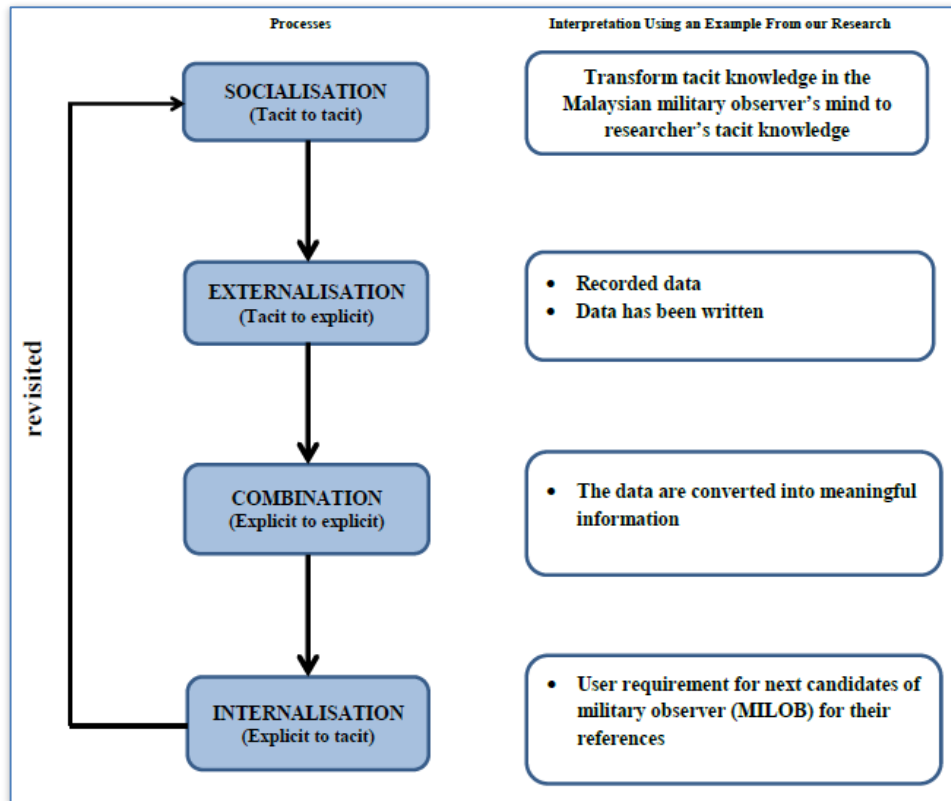 Processes
Interpretation Using an Example From our Research
SOCIALISATION
(Tacit to tacit)
Transform tacit knowledge in the
Malaysian military observer's mind to
researcher's tacit knowledge
EXTERNALISATION
(Tacit to explicit)
• Recorded data
• Data has been written
revisited
COMBINATION
(Explicit to explicit)
• The data are converted into meaningful
information
INTERNALISATION
(Explicit to tacit)
• User requirement for next candidates of
military observer (MILOB) for their
references